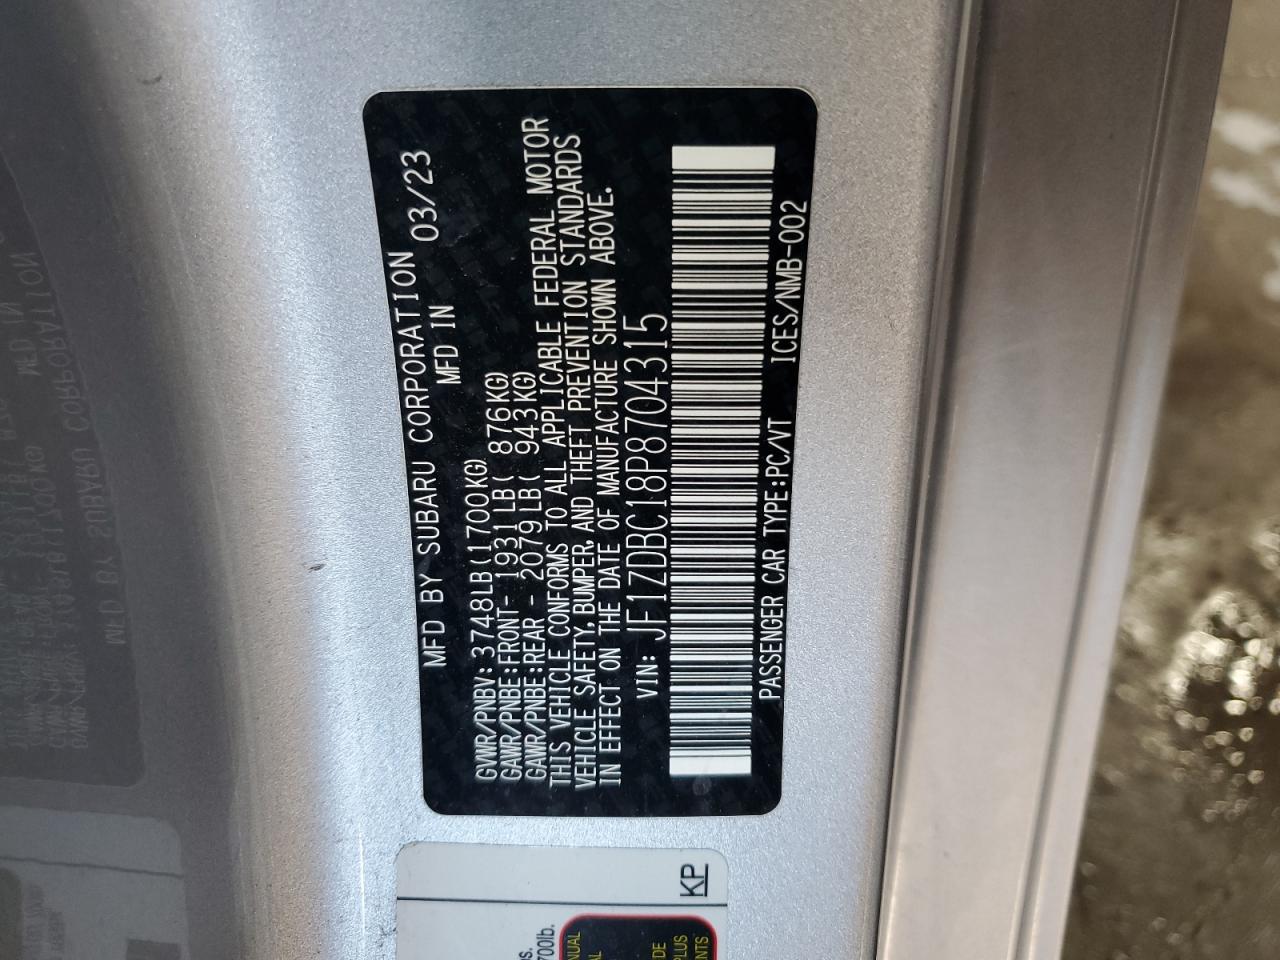 MFD BY SUBARU CORPORATION
MFD IN 03/23
GVWR/PNBV: 3748LB(1700KG)
GAWR/PNBE:FRONT- 1931LB( 876KG)
GAWR/PNBE:REAR - 2079LB( 943KG)
THIS VEHICLE CONFORMS TO ALL APPLICABLE FEDERAL MOTOR
VEHICLE SAFETY,BUMPER, AND THEFT PREVENTION STANDARDS
IN EFFECT ON THE DATE OF MANUFACTURE SHOWN ABOVE.
VIN: JF1ZDBC18P8704315
PASSENGER CAR TYPE:PC/VT ICES/NMB-002
KP
700lb.
PLUS